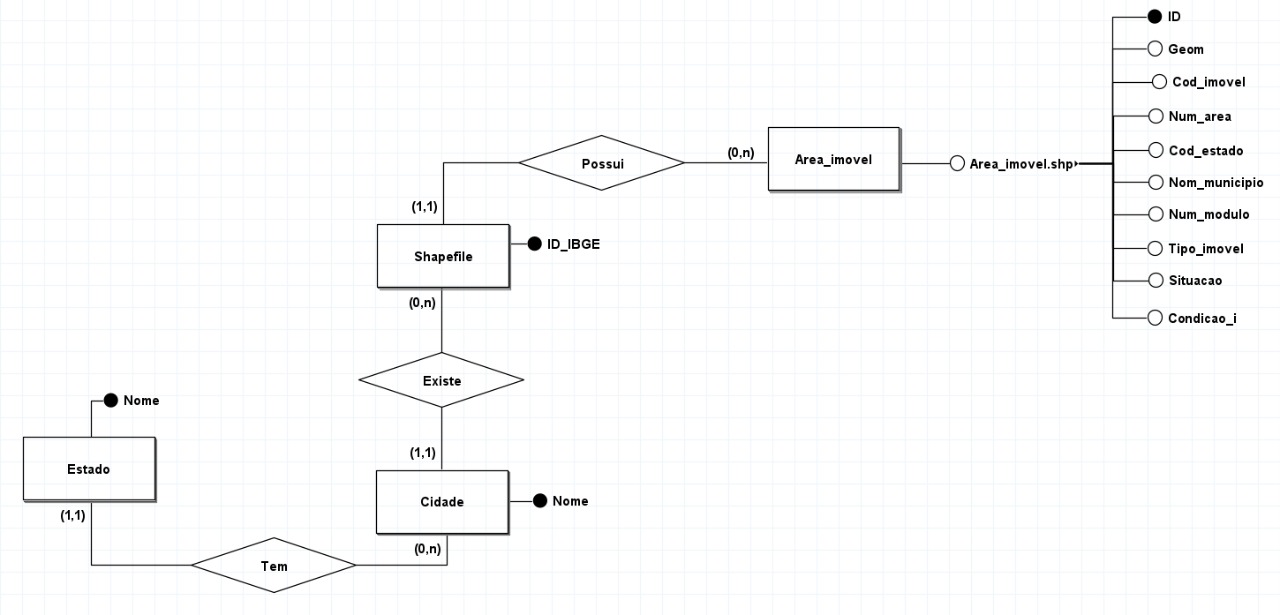 ID
Geom
Cod_imovel
Num_area
Possui
(0,n)
Area_imovel
Area_imovel.shp
Cod_estado
Nom_municipio
(1,1)
Num_modulo
Shapefile
ID_IBGE
Tipo_imovel
Situacao
(0,n)
Condicao_i
Existe
Nome
(1,1)
Estado
Cidade
Nome
(1,1)
(0,n)
Tem